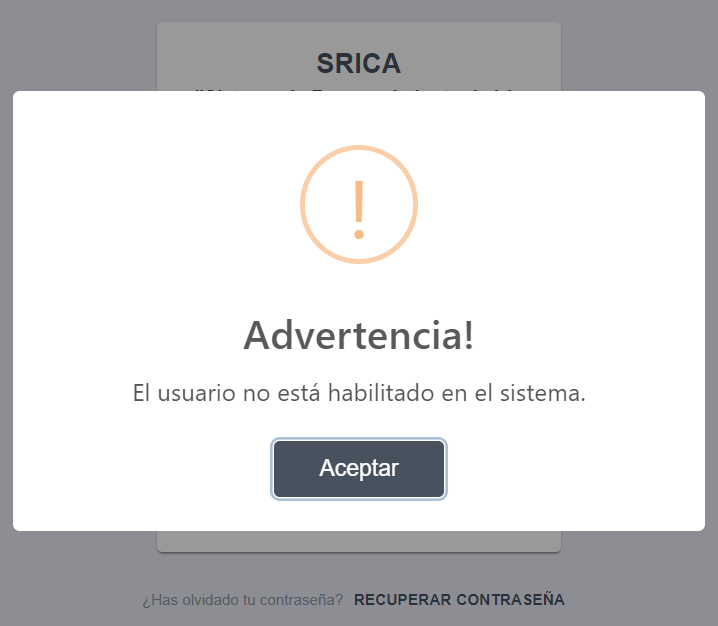 SRICA
!
Advertencia!
El usuario no está habilitado en el sistema.
Aceptar
¿Has olvidado tu contraseña? RECUPERAR CONTRASEÑA